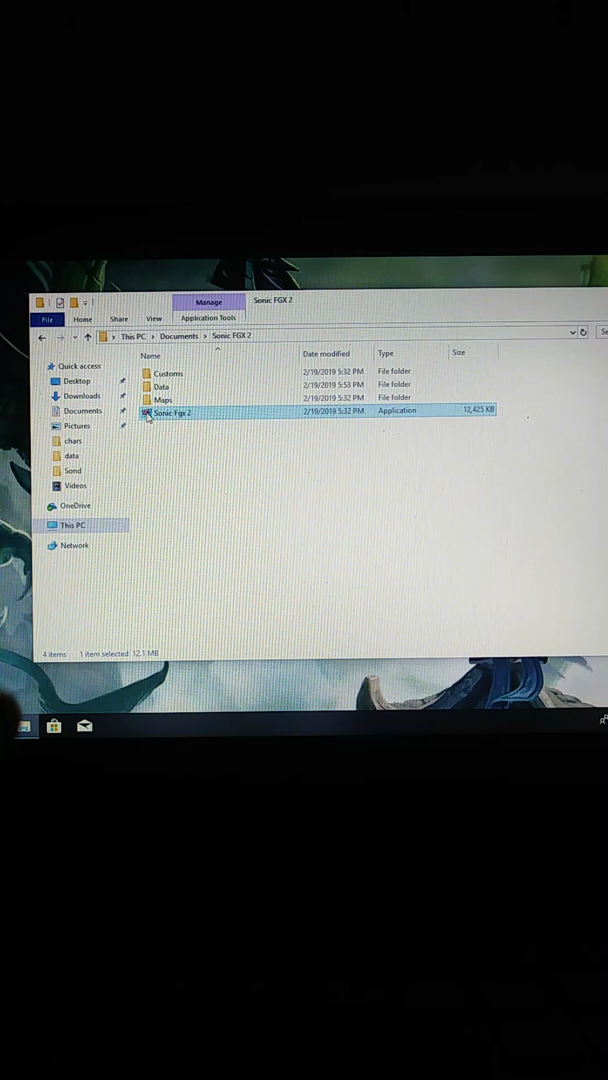 Manage
Sonic FGX 2
File
Home
Share
View
Application Tools
This PC > Documents > Sonic FGX 2
Name
Date modified
Type
Size
Quick access
Desktop
Downloads
Documents
Pictures
chars
data
Sond
Videos
OneDrive
This PC
Network
Customs 2/19/2019 5:32 PM File folder
Data 2/19/2019 5:53 PM File folder
Maps 2/19/2019 5:32 PM File folder
Sonic Fgx 2 2/19/2019 5:32 PM Application 12,425 KB
4 items 1 item selected 12.1 MB